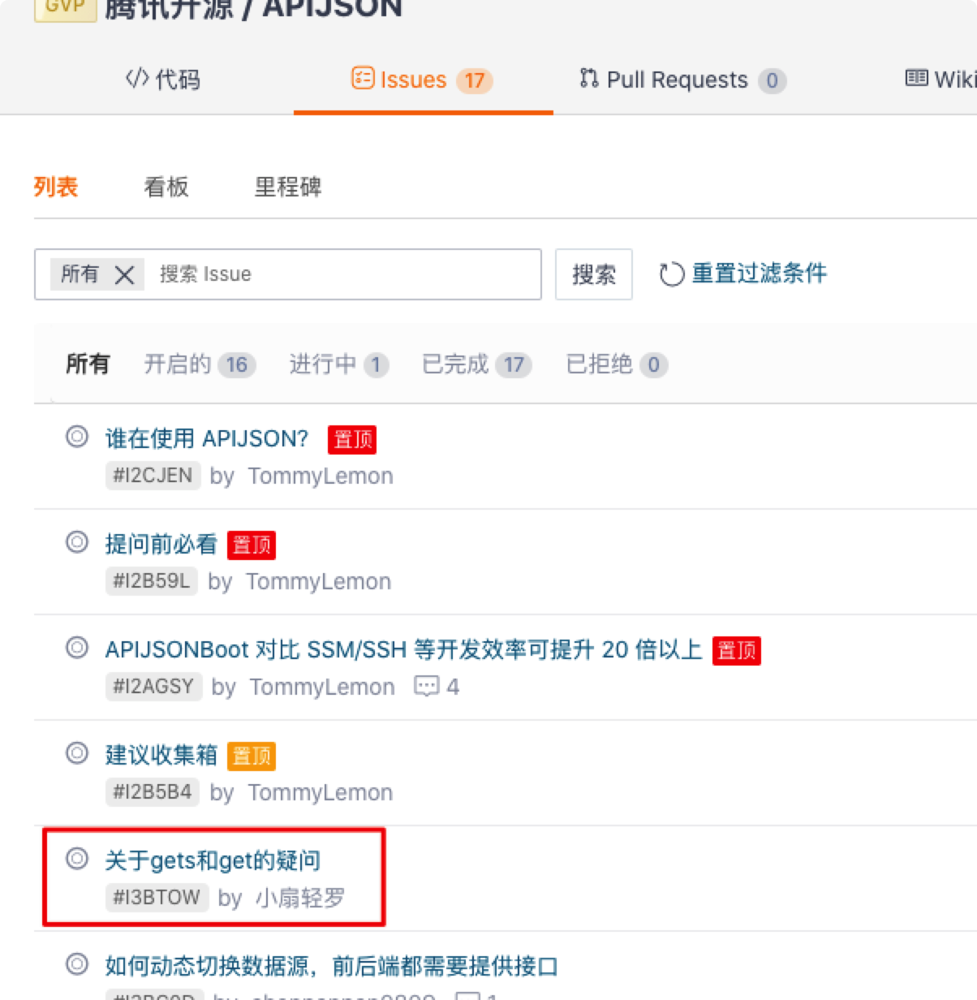 GVP 腾讯开源 / APIJSON
</> 代码 Issues 17 Pull Requests 0 Wiki
列表 看板 里程碑
所有 搜索 Issue 搜索 重置过滤条件
所有 开启的 16 进行中 1 已完成 17 已拒绝 0
谁在使用 APIJSON? 置顶
#I2CJEN by TommyLemon
提问前必看 置顶
#I2B59L by TommyLemon
APIJSONBoot 对比 SSM/SSH 等开发效率可提升 20 倍以上 置顶
#I2AGSY by TommyLemon 4
建议收集箱 置顶
#I2B5B4 by TommyLemon
关于gets和get的疑问
#I3BTOW by 小扇轻罗
如何动态切换数据源，前后端都需要提供接口
by 1